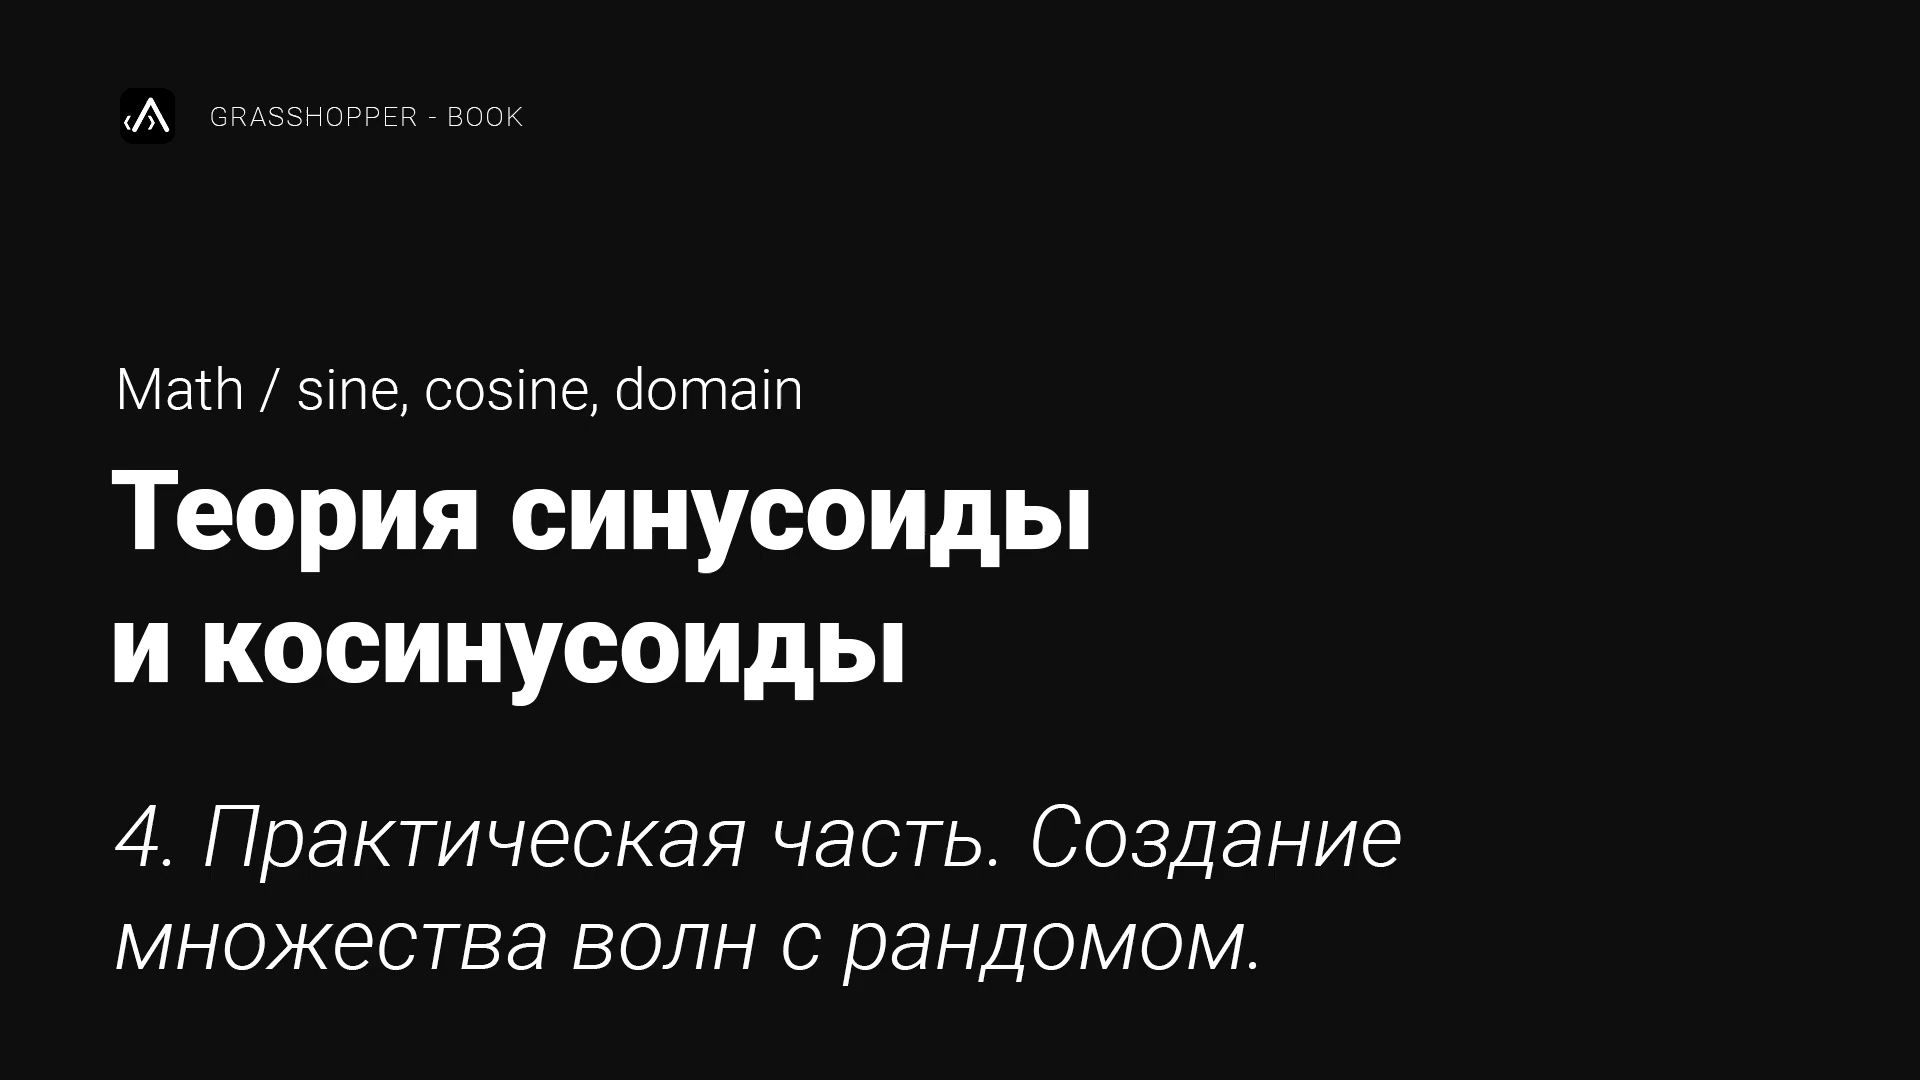 GRASSHOPPER - BOOK
Math / sine, cosine, domain
Теория синусоиды
и косинусоиды
4. Практическая часть. Создание
множества волн с рандомом.